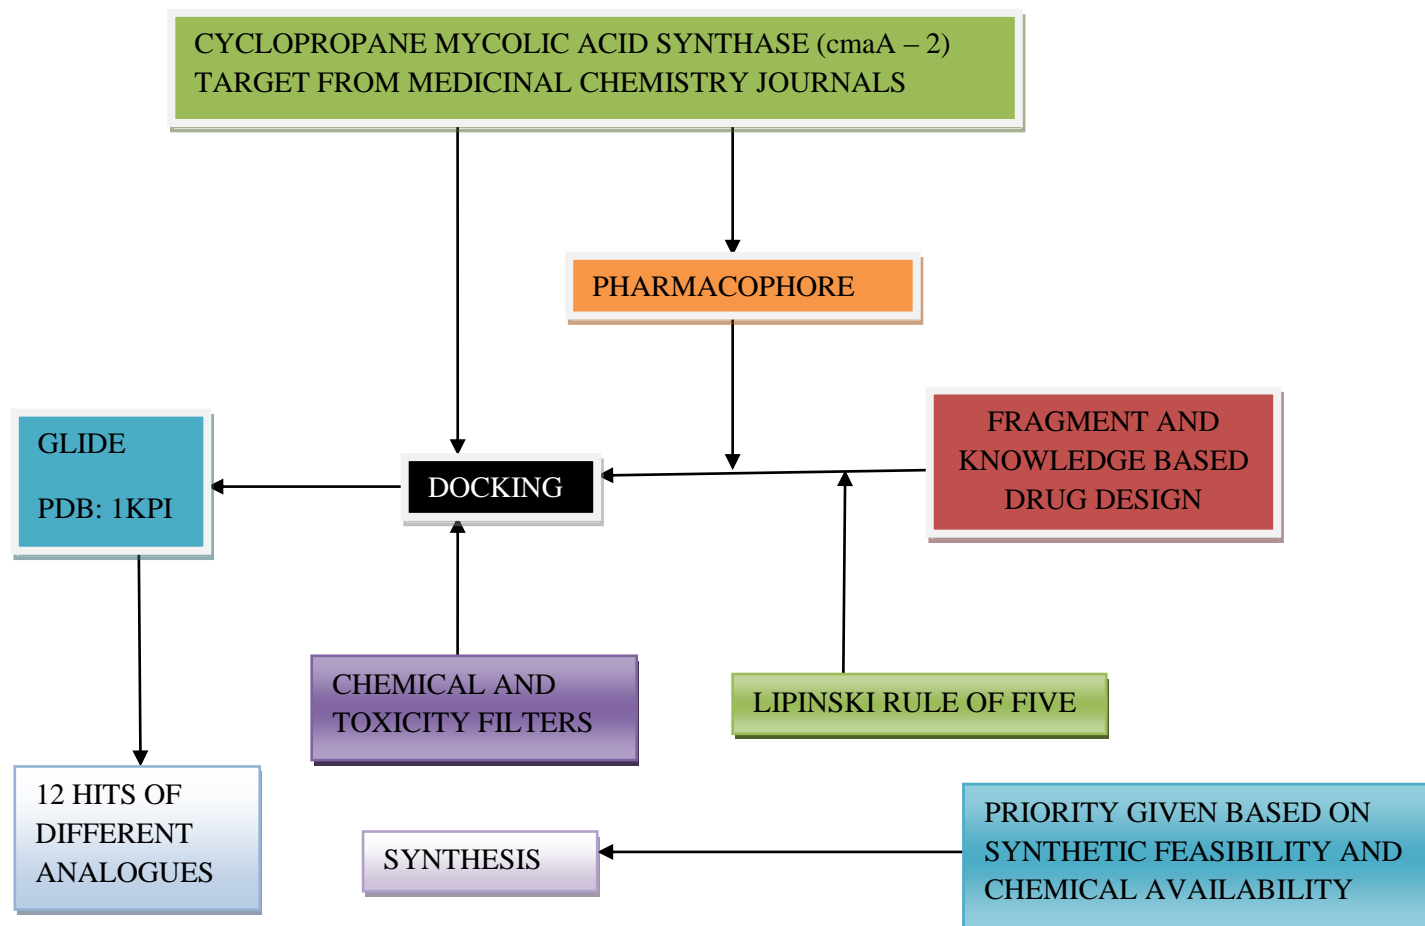 CYCLOPROPANE MYCOLIC ACID SYNTHASE (cmaA – 2)
TARGET FROM MEDICINAL CHEMISTRY JOURNALS
PHARMACOPHORE
GLIDE
PDB: 1KPI
DOCKING
FRAGMENT AND
KNOWLEDGE BASED
DRUG DESIGN
CHEMICAL AND
TOXICITY FILTERS
LIPINSKI RULE OF FIVE
12 HITS OF
DIFFERENT
ANALOGUES
SYNTHESIS
PRIORITY GIVEN BASED ON
SYNTHETIC FEASIBILITY AND
CHEMICAL AVAILABILITY